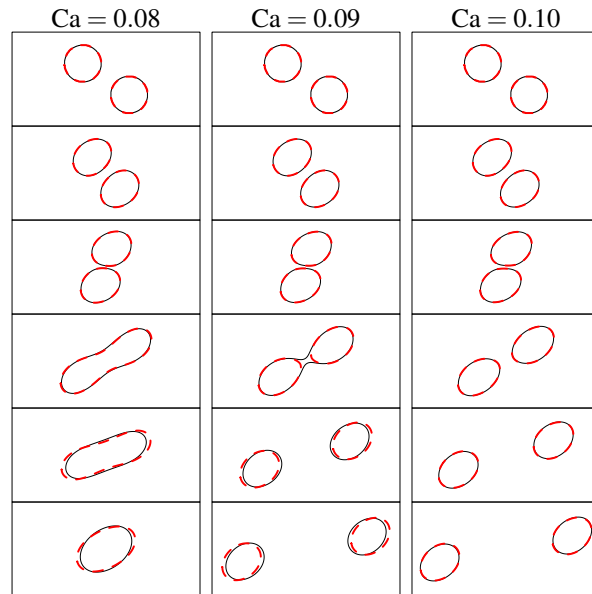 Ca = 0.08 Ca = 0.09 Ca = 0.10